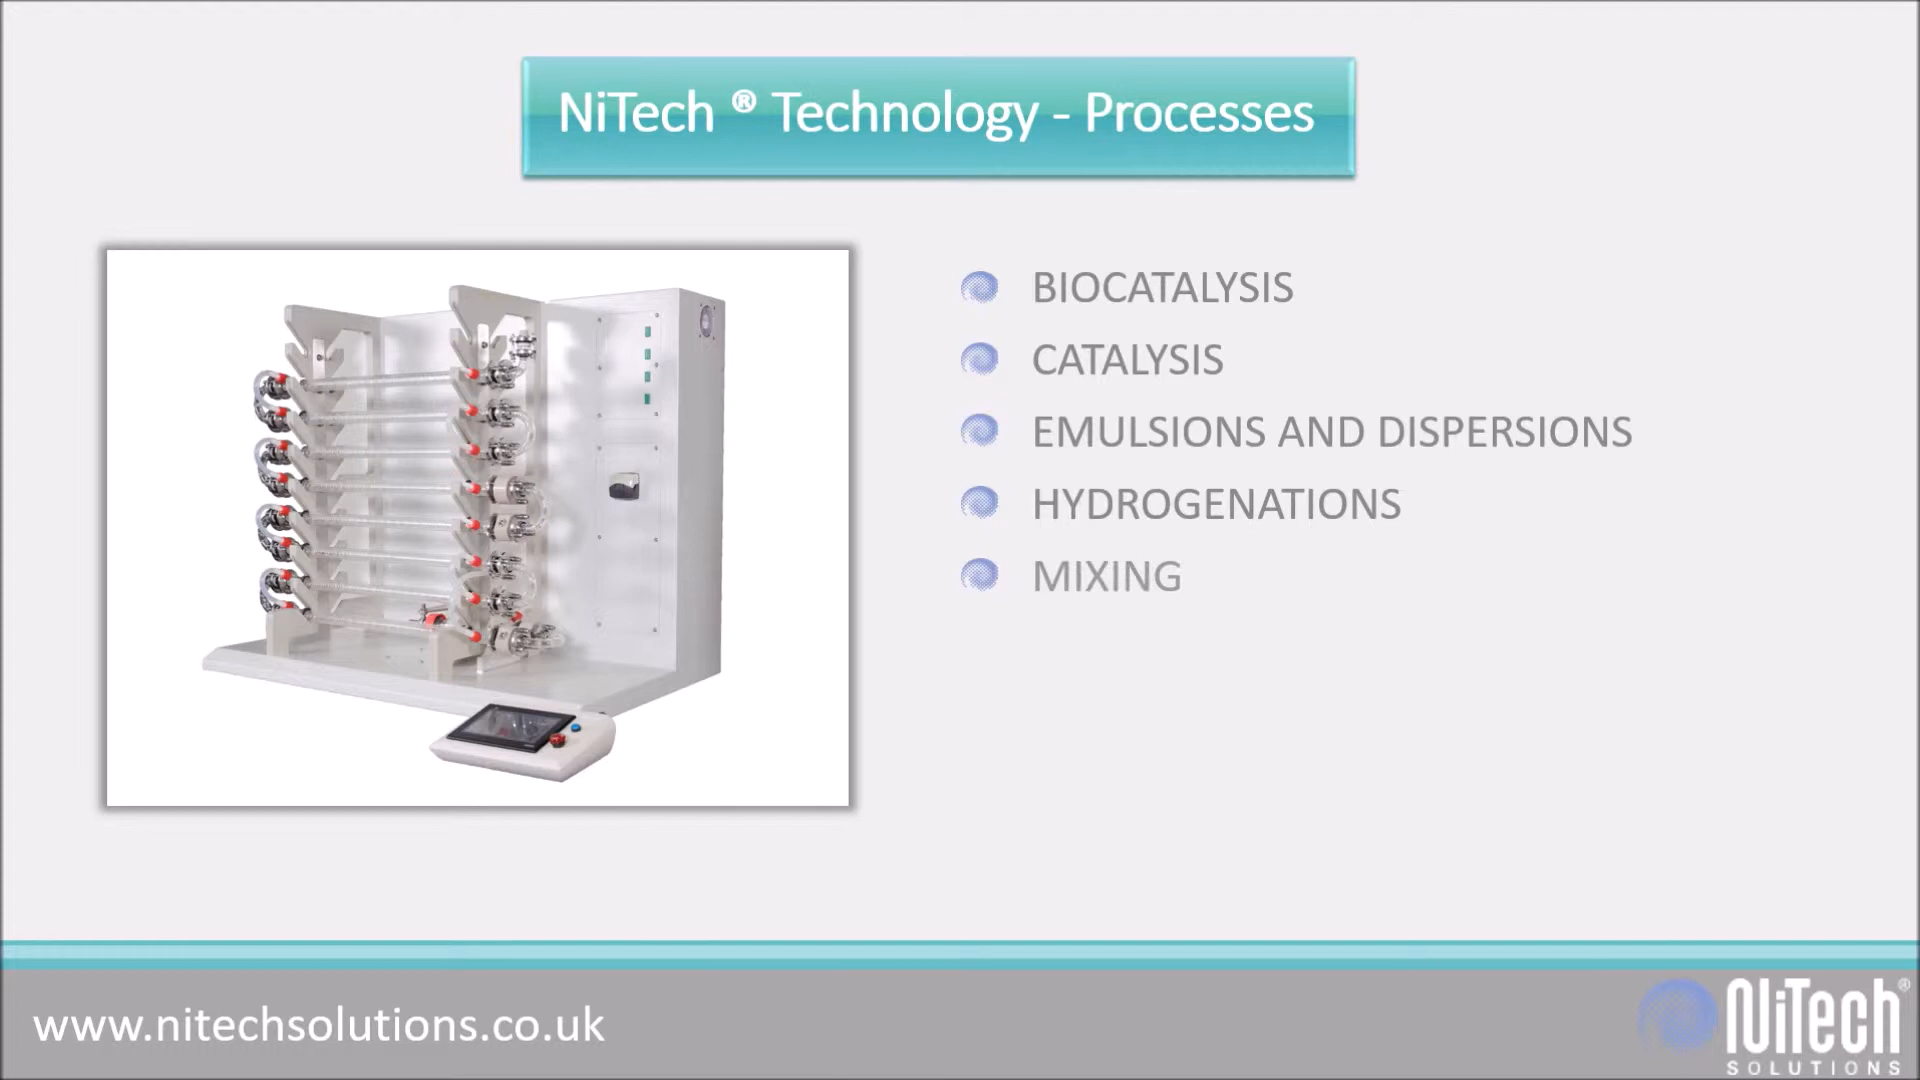 NiTech ® Technology - Processes
BIOCATALYSIS
CATALYSIS
EMULSIONS AND DISPERSIONS
HYDROGENATIONS
MIXING
www.nitechsolutions.co.uk
NiTech®
SOLUTIONS